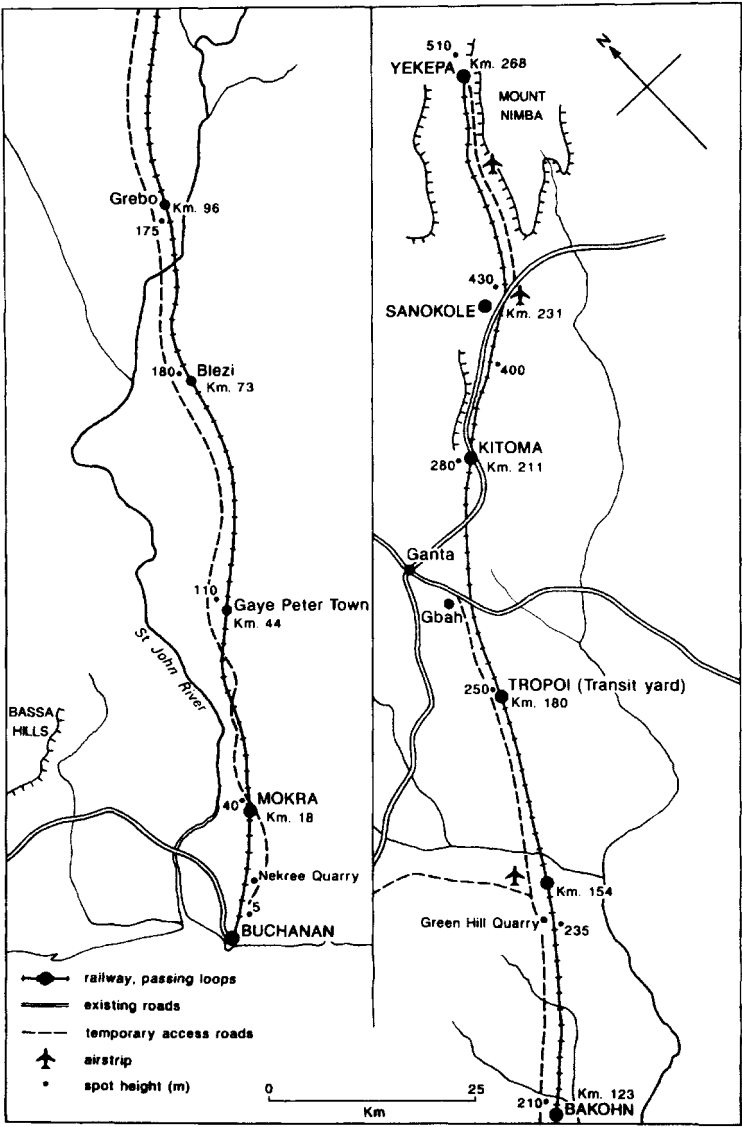 Grebo
Km. 96
175
180
Blezi
Km. 73
110
Gaye Peter Town
Km. 44
St John River
BASSA
HILLS
40
MOKRA
Km. 18
Nekree Quarry
5
BUCHANAN
railway, passing loops
existing roads
temporary access roads
airstrip
spot height (m)
510
YEKEPA
Km. 268
MOUNT
NIMBA
N
430
SANOKOLE
Km. 231
400
KITOMA
280
Km. 211
Ganta
Gbah
250
TROPOI (Transit yard)
Km. 180
Km. 154
Green Hill Quarry
235
Km. 123
210
BAKOHN
0
25
Km